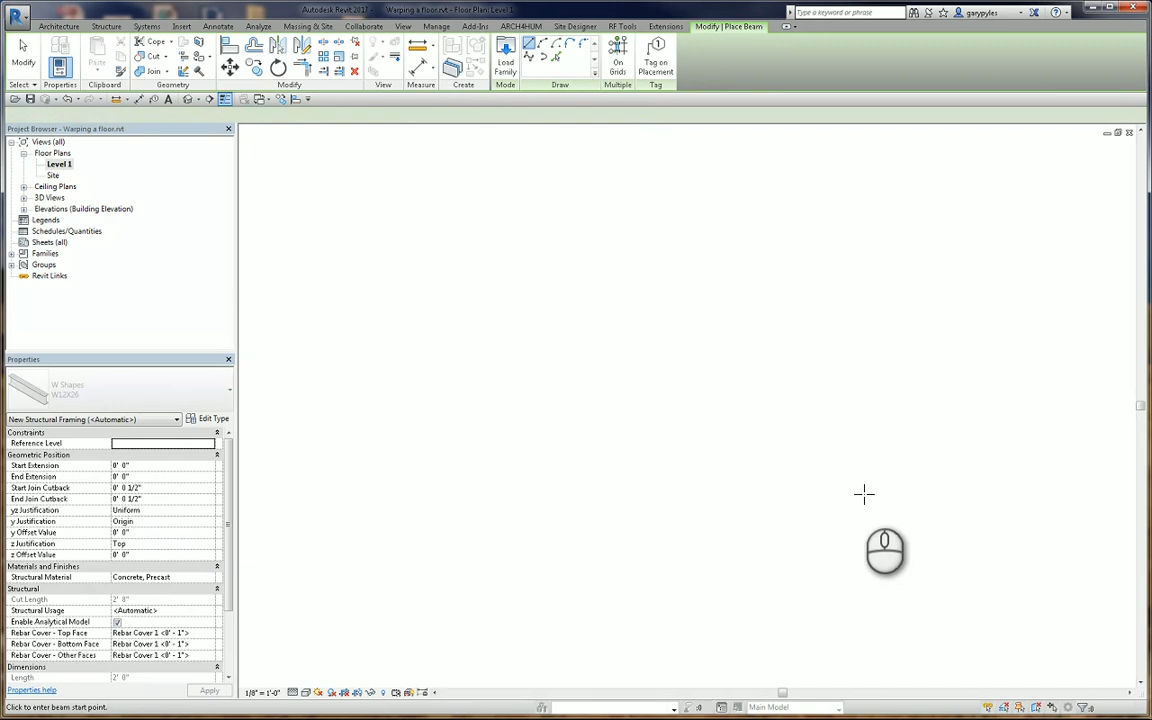 Autodesk Revit 2017 - Warping a floor.rvt - Floor Plan: Level 1
Type a keyword or phrase
garypyles
Architecture Structure Systems Insert Annotate Analyze Massing & Site Collaborate View Manage Add-Ins ARCH4HUM Site Designer RF Tools Extensions Modify | Place Beam
Modify
Paste
Cope
Cut
Join
Load
Family
On
Grids
Tag on
Placement
Select Properties Clipboard Geometry Modify View Measure Create Mode Draw Multiple Tag
Project Browser - Warping a floor.rvt
Views (all)
Floor Plans
Level 1
Site
Ceiling Plans
3D Views
Elevations (Building Elevation)
Legends
Schedules/Quantities
Sheets (all)
Families
Groups
Revit Links
Properties
W Shapes
W12X26
New Structural Framing (<Automatic>) Edit Type
Constraints
Reference Level
Geometric Position
Start Extension 0' 0"
End Extension 0' 0"
Start Join Cutback 0' 0 1/2"
End Join Cutback 0' 0 1/2"
yz Justification Uniform
y Justification Origin
y Offset Value 0' 0"
z Justification Top
z Offset Value 0' 0"
Materials and Finishes
Structural Material Concrete, Precast
Structural
Cut Length 2' 8"
Structural Usage <Automatic>
Enable Analytical Model
Rebar Cover - Top Face Rebar Cover 1 <0' - 1">
Rebar Cover - Bottom Face Rebar Cover 1 <0' - 1">
Rebar Cover - Other Faces Rebar Cover 1 <0' - 1">
Dimensions
Length 2' 0"
Properties help Apply
1/8" = 1'-0"
Click to enter beam start point.
:0
Main Model
:0